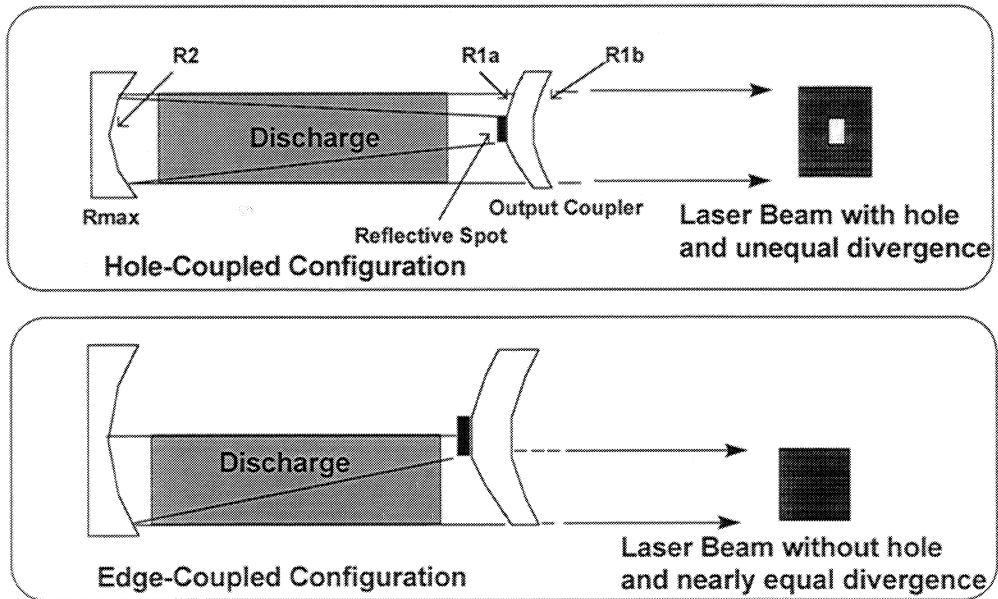 R2
R1a
R1b
Discharge
Rmax
Output Coupler
Reflective Spot
Laser Beam with hole
and unequal divergence
Hole-Coupled Configuration
Discharge
Laser Beam without hole
and nearly equal divergence
Edge-Coupled Configuration